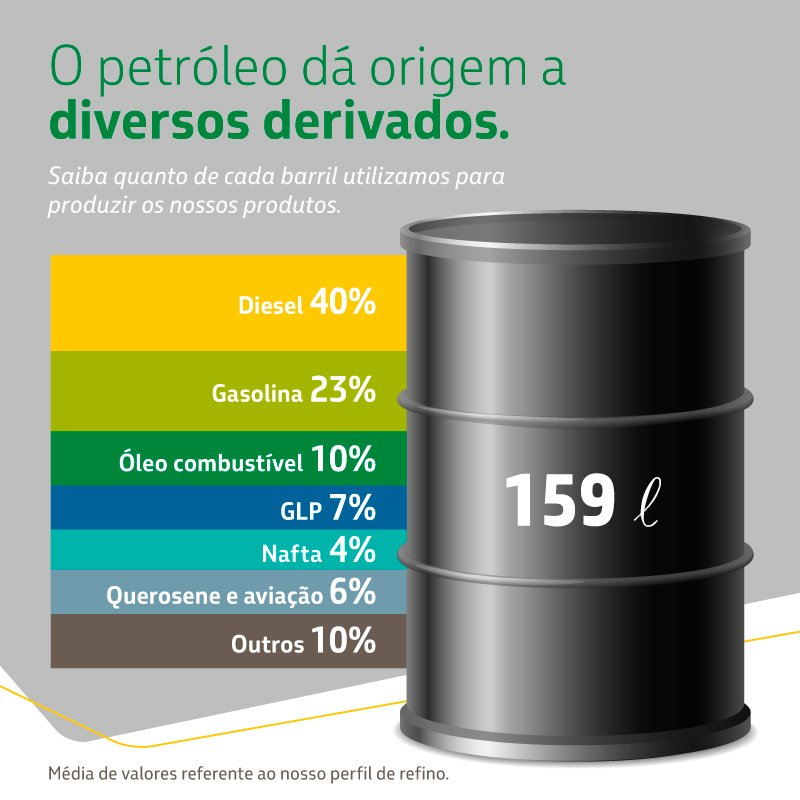 O petróleo dá origem a
diversos derivados.
Saiba quanto de cada barril utilizamos para
produzir os nossos produtos.
Diesel 40%
Gasolina 23%
Óleo combustível 10%
GLP 7%
Nafta 4%
Querosene e aviação 6%
Outros 10%
159 ℓ
Média de valores referente ao nosso perfil de refino.